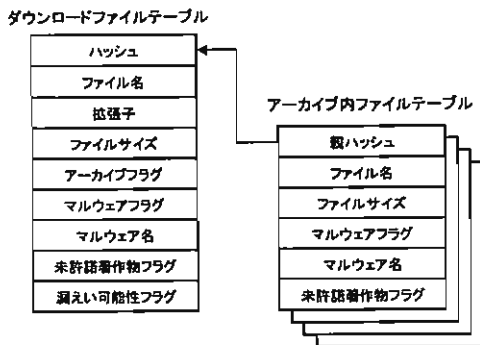 ダウンロードファイルテーブル
ハッシュ
ファイル名
拡張子
ファイルサイズ
アーカイブフラグ
マルウェアフラグ
マルウェア名
未許諾著作物フラグ
漏えい可能性フラグ
アーカイブ内ファイルテーブル
親ハッシュ
ファイル名
ファイルサイズ
マルウェアフラグ
マルウェア名
未許諾著作物フラグ